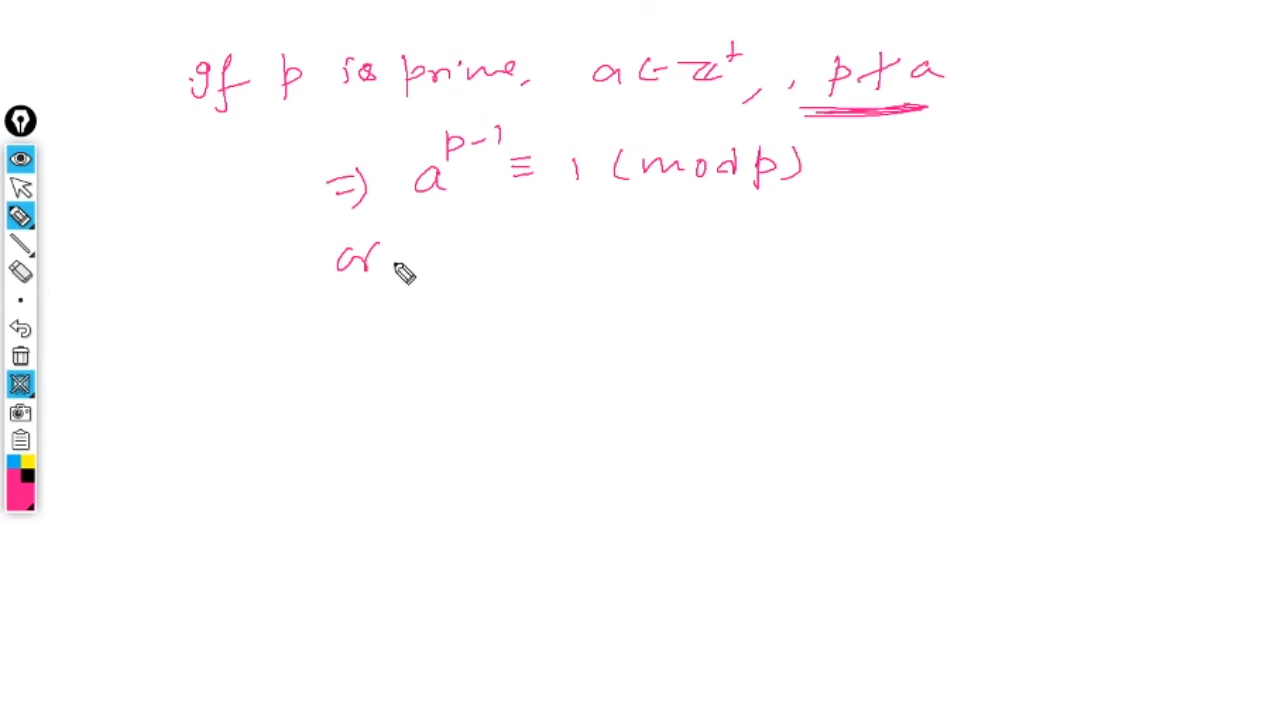 If p is prime, a ∈ ℤ⁺, , p ∤ a
⇒ a^{p-1} ≡ 1 (mod p)
or